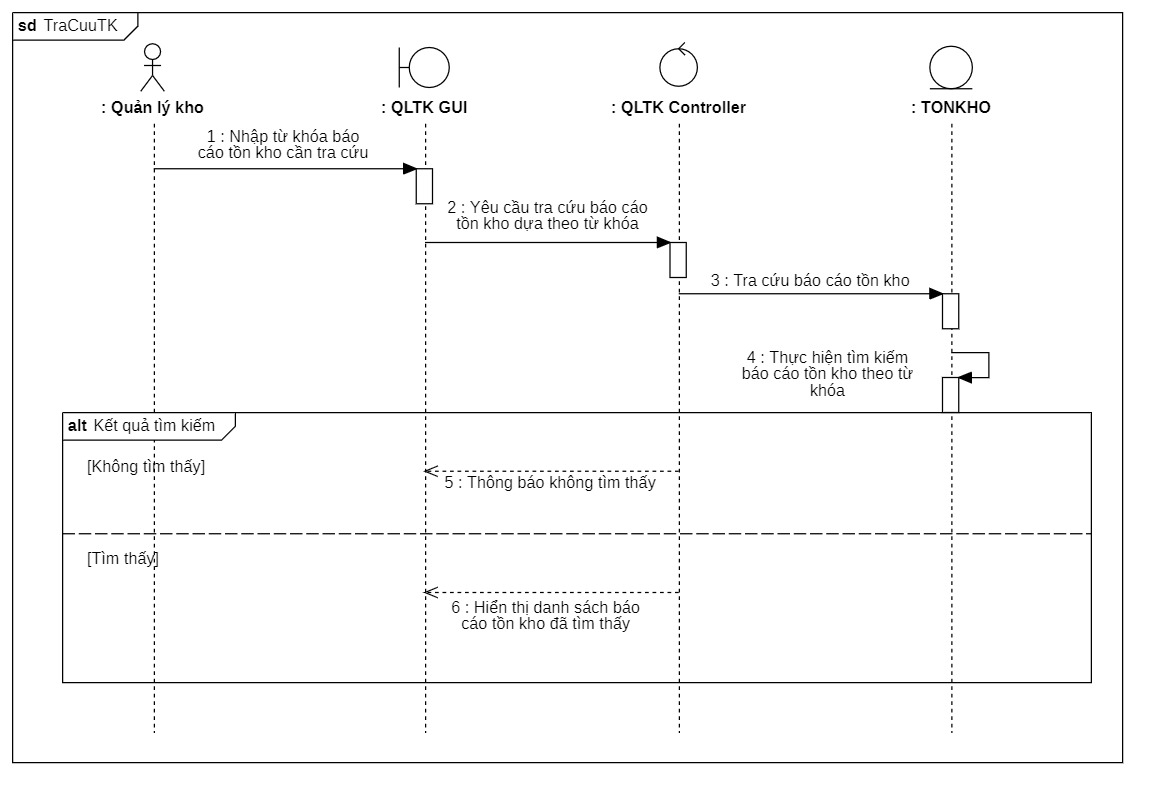 sd TraCuuTK
: Quản lý kho
: QLTK GUI
: QLTK Controller
: TONKHO
1 : Nhập từ khóa báo
cáo tồn kho cần tra cứu
2 : Yêu cầu tra cứu báo cáo
tồn kho dựa theo từ khóa
3 : Tra cứu báo cáo tồn kho
4 : Thực hiện tìm kiếm
báo cáo tồn kho theo từ
khóa
alt Kết quả tìm kiếm
[Không tìm thấy]
5 : Thông báo không tìm thấy
[Tìm thấy]
6 : Hiển thị danh sách báo
cáo tồn kho đã tìm thấy